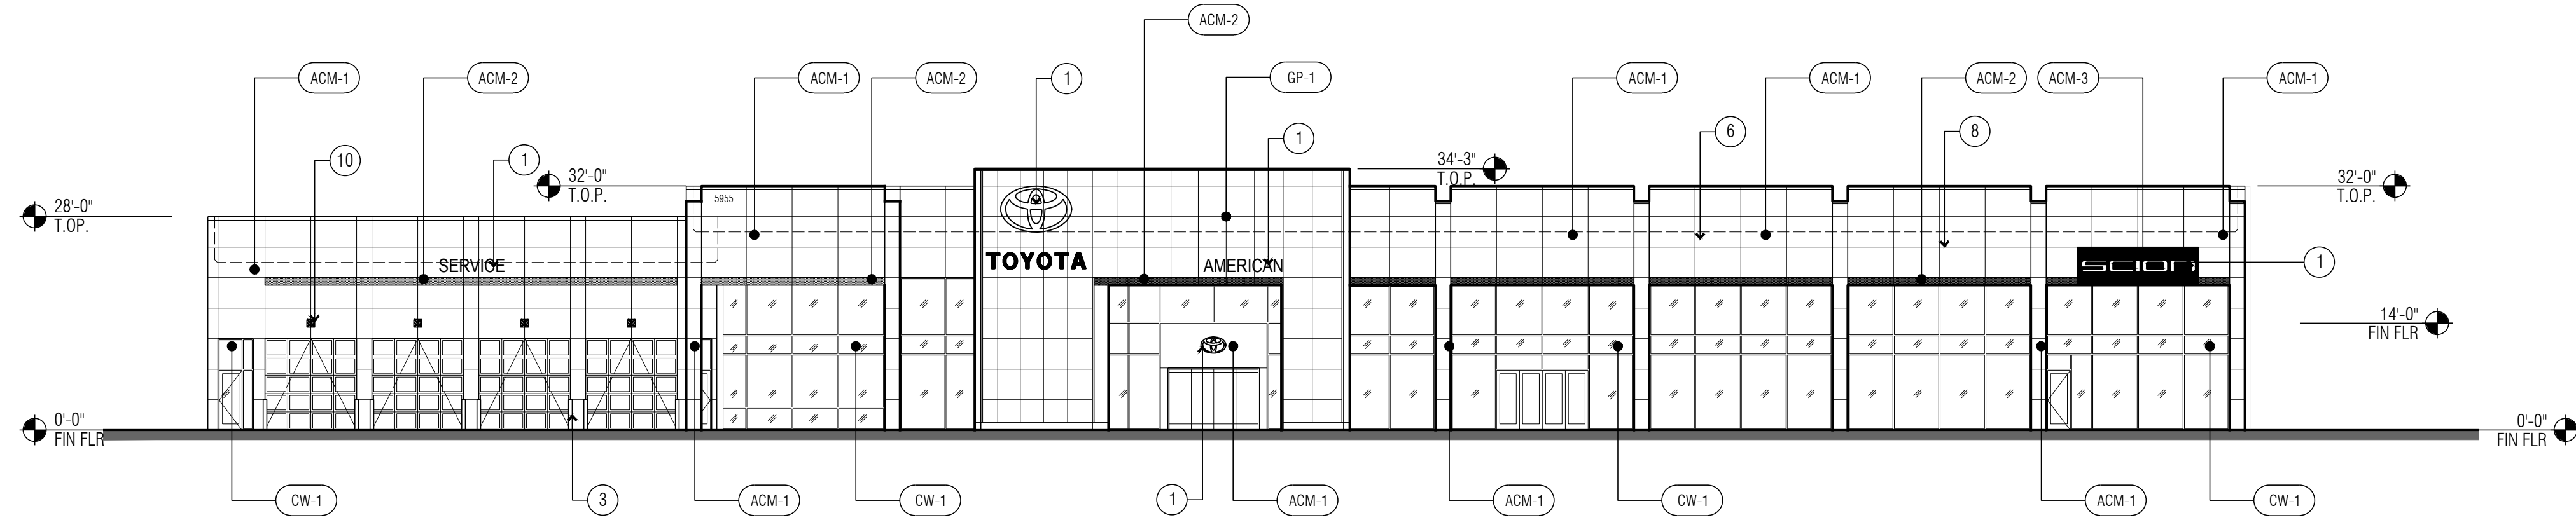 ACM-2
ACM-1
ACM-2
ACM-1
ACM-2
1
GP-1
ACM-1
ACM-1
ACM-2
ACM-3
ACM-1
10
1
1
6
8
32'-0"
T.O.P.
34'-3"
T.O.P.
32'-0"
T.O.P.
28'-0"
T.OP.
5955
SERVICE
TOYOTA
AMERICAN
SCION
1
14'-0"
FIN FLR
0'-0"
FIN FLR
0'-0"
FIN FLR
CW-1
3
ACM-1
CW-1
1
ACM-1
ACM-1
CW-1
ACM-1
CW-1